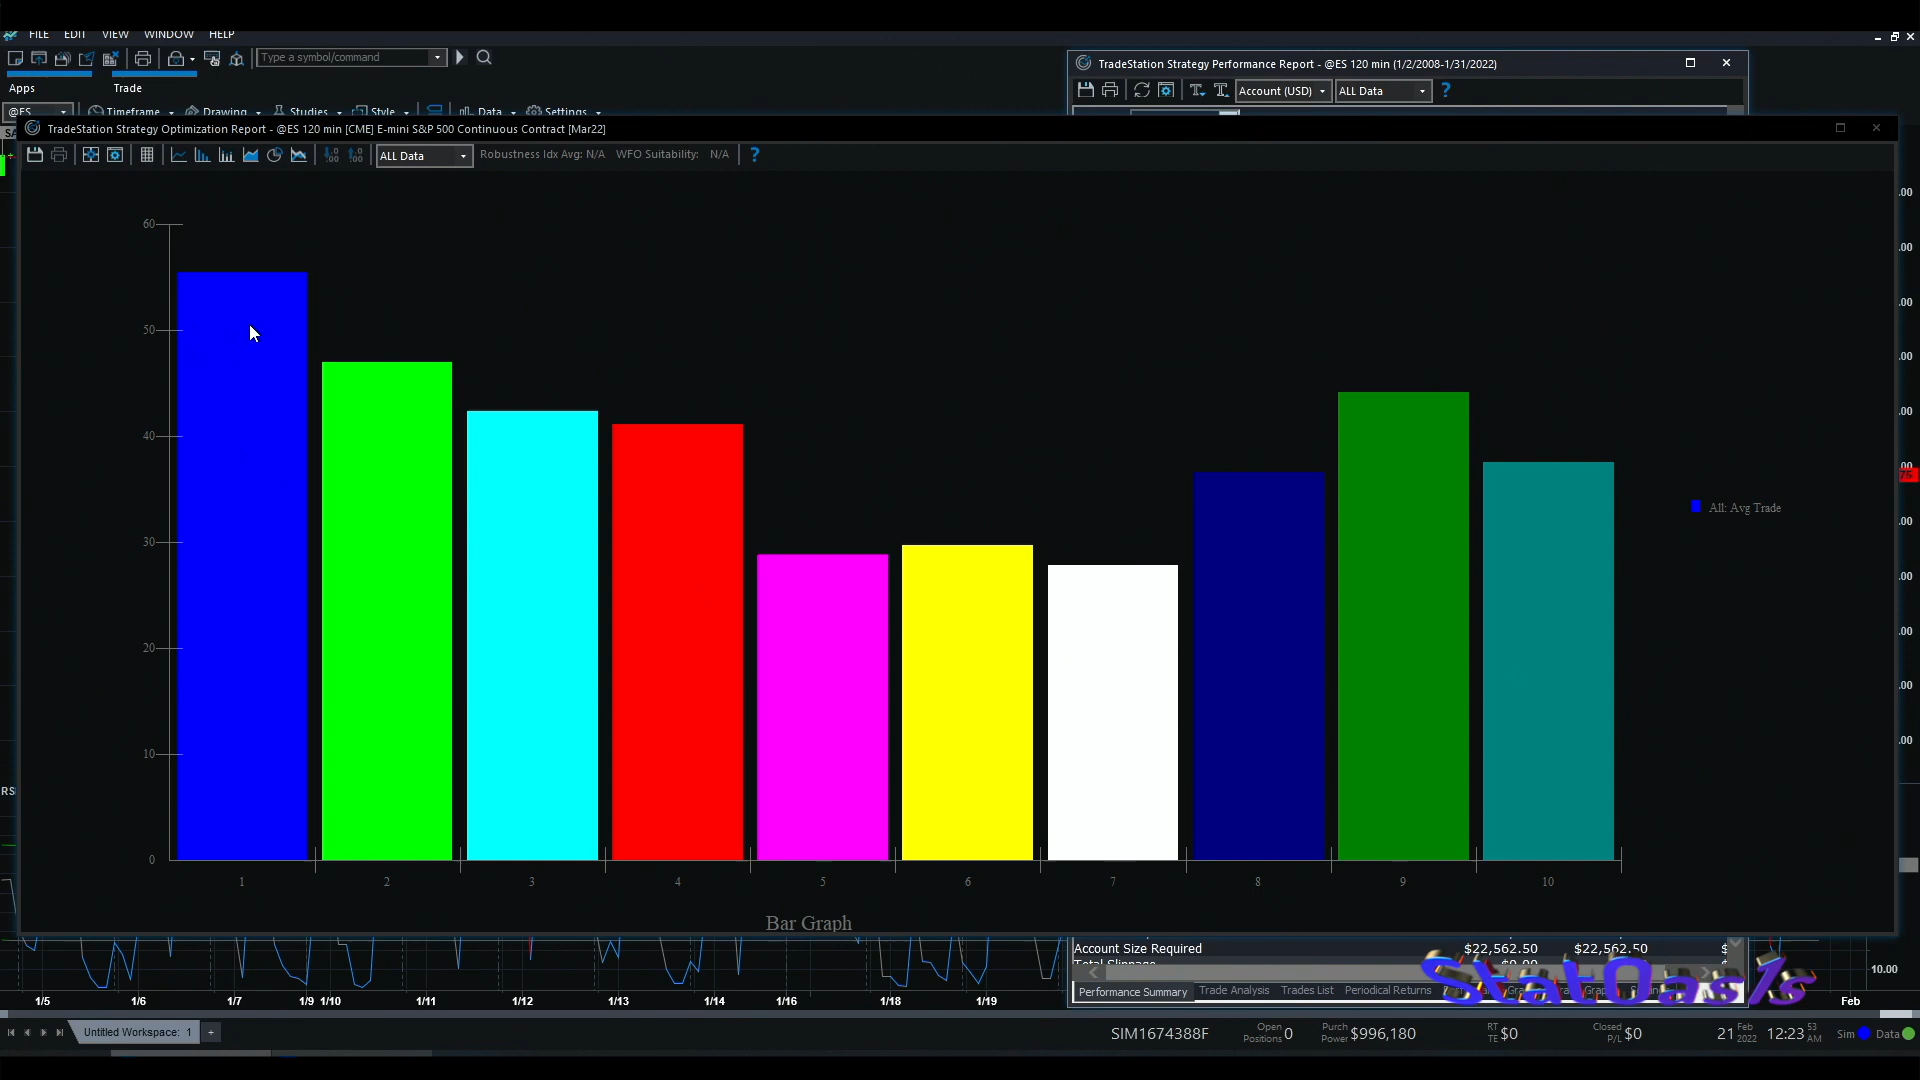 FILE EDIT VIEW WINDOW HELP
Type a symbol/command
TradeStation Strategy Performance Report - @ES 120 min (1/2/2008-1/31/2022)
Apps Trade
Account (USD) ALL Data ?
@ES Timeframe Drawing Studies Style Data Settings
TradeStation Strategy Optimization Report - @ES 120 min [CME] E-mini S&P 500 Continuous Contract [Mar22]
ALL Data Robustness Idx Avg: N/A WFO Suitability: N/A ?
60
50
40
30
20
10
0
1 2 3 4 5 6 7 8 9 10
All: Avg Trade
Bar Graph
Account Size Required $22,562.50 $22,562.50 $
10.00
StatOasis
Performance Summary Trade Analysis Trades List Periodical Returns
1/5 1/6 1/7 1/9 1/10 1/11 1/12 1/13 1/14 1/16 1/18 1/19 Feb
Untitled Workspace: 1 +
SIM1674388F Open Positions 0 Purch Power $996,180 RT TE $0 Closed P/L $0 21 Feb 2022 12:23 53 AM Sim Data